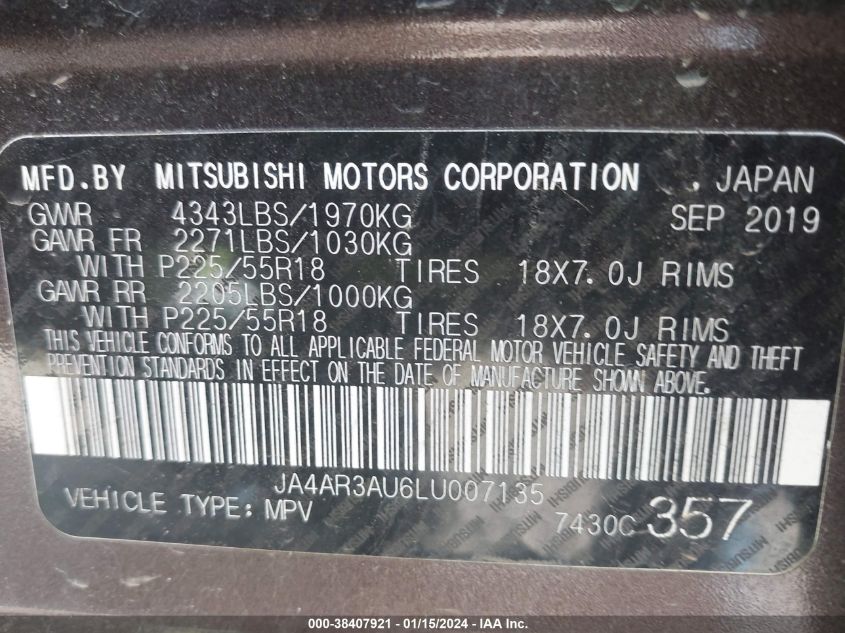 MFD.BY MITSUBISHI MOTORS CORPORATION , JAPAN
GVWR 4343LBS/1970KG SEP 2019
GAWR FR 2271LBS/1030KG
WITH P225/55R18 TIRES 18X7.0J RIMS
GAWR RR 2205LBS/1000KG
WITH P225/55R18 TIRES 18X7.0J RIMS
THIS VEHICLE CONFORMS TO ALL APPLICABLE FEDERAL MOTOR VEHICLE SAFETY AND THEFT
PREVENTION STANDARDS IN EFFECT ON THE DATE OF MANUFACTURE SHOWN ABOVE.
JA4AR3AU6LU007135
VEHICLE TYPE: MPV 7430C 357
000-38407921 - 01/15/2024 - IAA Inc.